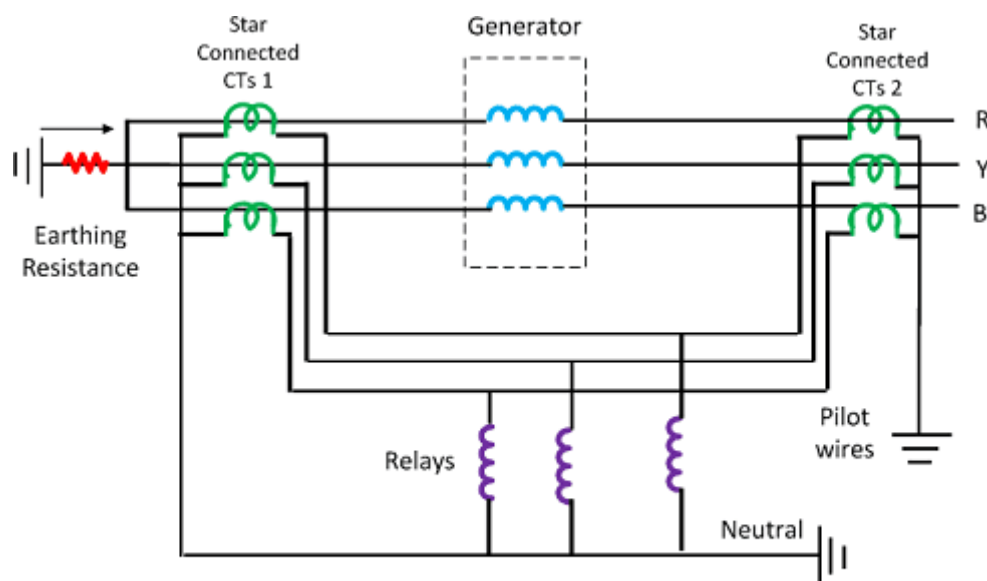 Star
Connected
CTs 1
Generator
Star
Connected
CTs 2
R
Y
B
Earthing
Resistance
Relays
Pilot
wires
Neutral